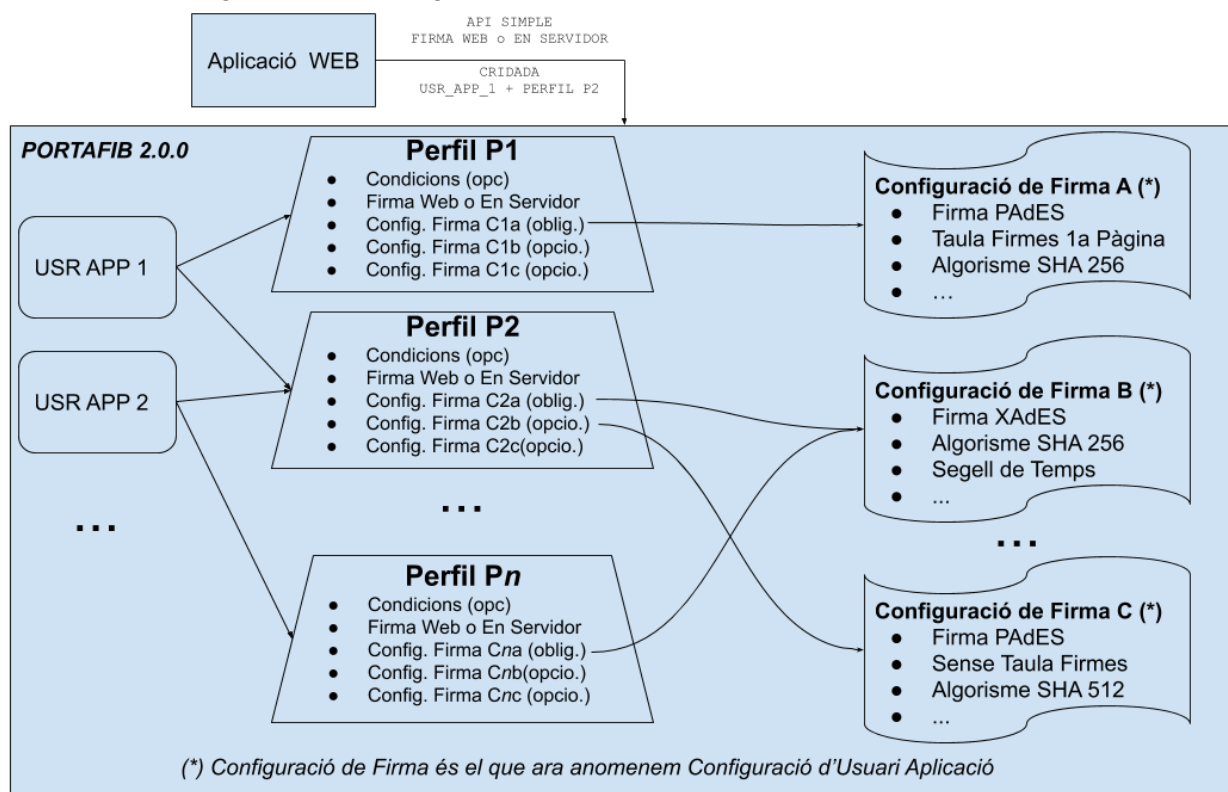 Aplicació WEB
API SIMPLE
FIRMA WEB o EN SERVIDOR
CRIDADA
USR_APP_1 + PERFIL P2
PORTAFIB 2.0.0
USR APP 1
USR APP 2
...
Perfil P1
● Condicions (opc)
● Firma Web o En Servidor
● Config. Firma C1a (oblig.)
● Config. Firma C1b (opcio.)
● Config. Firma C1c (opcio.)
Perfil P2
● Condicions (opc)
● Firma Web o En Servidor
● Config. Firma C2a (oblig.)
● Config. Firma C2b (opcio.)
● Config. Firma C2c(opcio.)
...
Perfil Pn
● Condicions (opc)
● Firma Web o En Servidor
● Config. Firma Cna (oblig.)
● Config. Firma Cnb(opcio.)
● Config. Firma Cnc (opcio.)
Configuració de Firma A (*)
● Firma PAdES
● Taula Firmes 1a Pàgina
● Algorisme SHA 256
● ...
Configuració de Firma B (*)
● Firma XAdES
● Algorisme SHA 256
● Segell de Temps
● ...
...
Configuració de Firma C (*)
● Firma PAdES
● Sense Taula Firmes
● Algorisme SHA 512
● ...
(*) Configuració de Firma és el que ara anomenem Configuració d'Usuari Aplicació